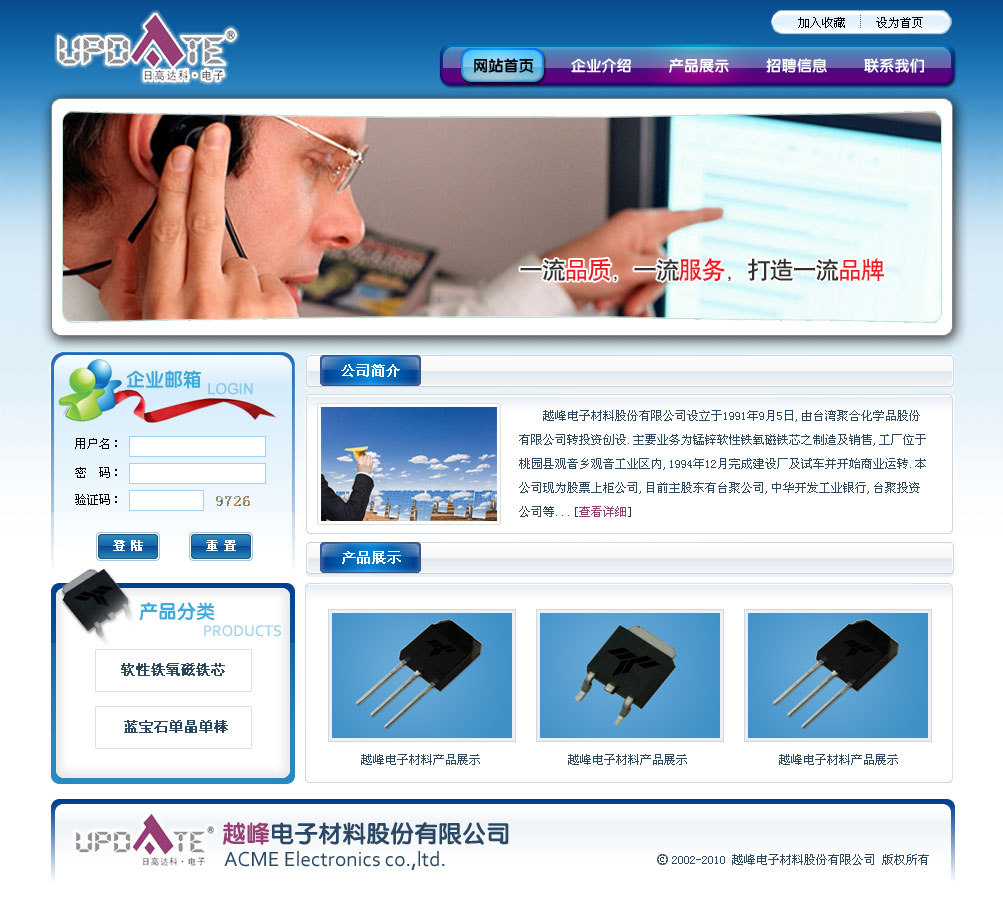 加入收藏 设为首页
UPDATE®
日高达科·电子
网站首页 企业介绍 产品展示 招聘信息 联系我们
一流品质，一流服务，打造一流品牌
企业邮箱 LOGIN
用户名：
密 码：
验证码： 9726
登 陆 重 置
产品分类
PRODUCTS
软性铁氧磁铁芯
蓝宝石单晶单棒
公司简介
越峰电子材料股份有限公司设立于1991年9月5日, 由台湾聚合化学品股份
有限公司转投资创设. 主要业务为锰锌软性铁氧磁铁芯之制造及销售, 工厂位于
桃园县观音乡观音工业区内, 1994年12月完成建设厂及试车并开始商业运转. 本
公司现为股票上柜公司, 目前主股东有台聚公司, 中华开发工业银行, 台聚投资
公司等... [查看详细]
产品展示
越峰电子材料产品展示 越峰电子材料产品展示 越峰电子材料产品展示
UPDATE®
日高达科·电子
越峰电子材料股份有限公司
ACME Electronics co.,ltd.
© 2002-2010 越峰电子材料股份有限公司 版权所有